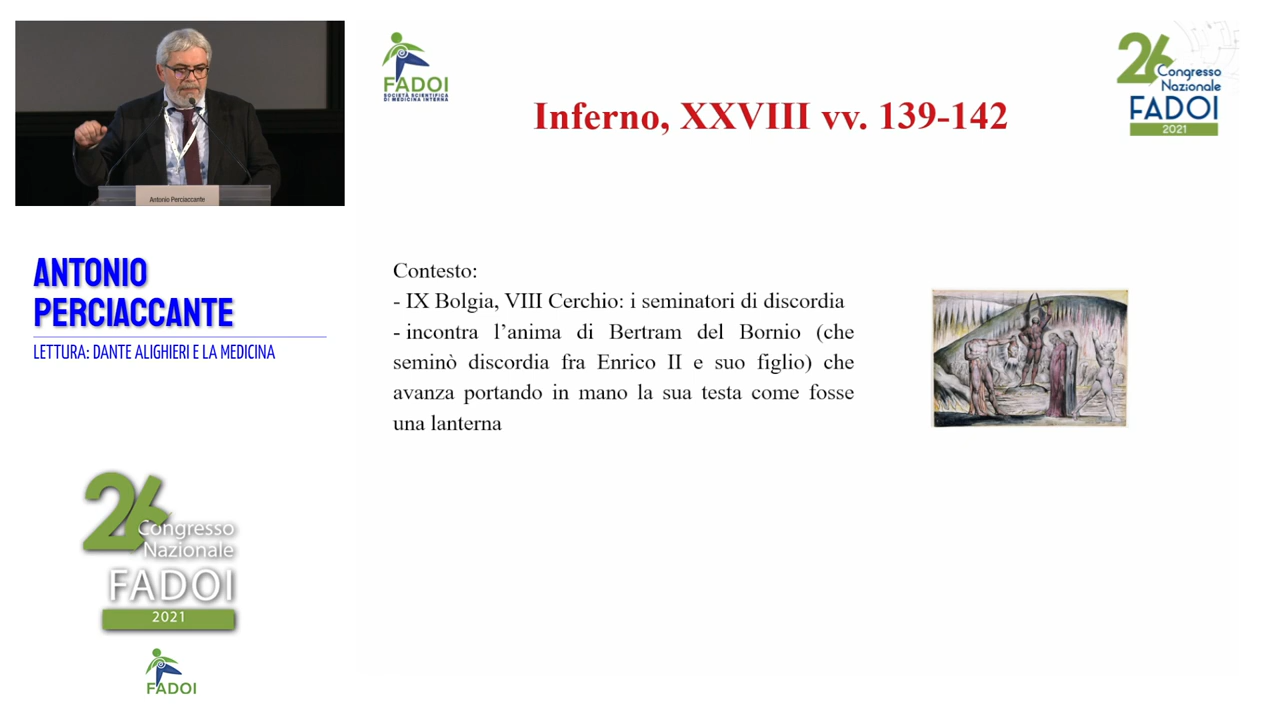 Antonio Perciaccante
ANTONIO
PERCIACCANTE
LETTURA: DANTE ALIGHIERI E LA MEDICINA
26
Congresso
Nazionale
FADOI
2021
FADOI
FADOI
SOCIETÀ SCIENTIFICA
DI MEDICINA INTERNA
Inferno, XXVIII vv. 139-142
26
Congresso
Nazionale
FADOI
2021
Contesto:
- IX Bolgia, VIII Cerchio: i seminatori di discordia
- incontra l’anima di Bertram del Bornio (che
seminò discordia fra Enrico II e suo figlio) che
avanza portando in mano la sua testa come fosse
una lanterna